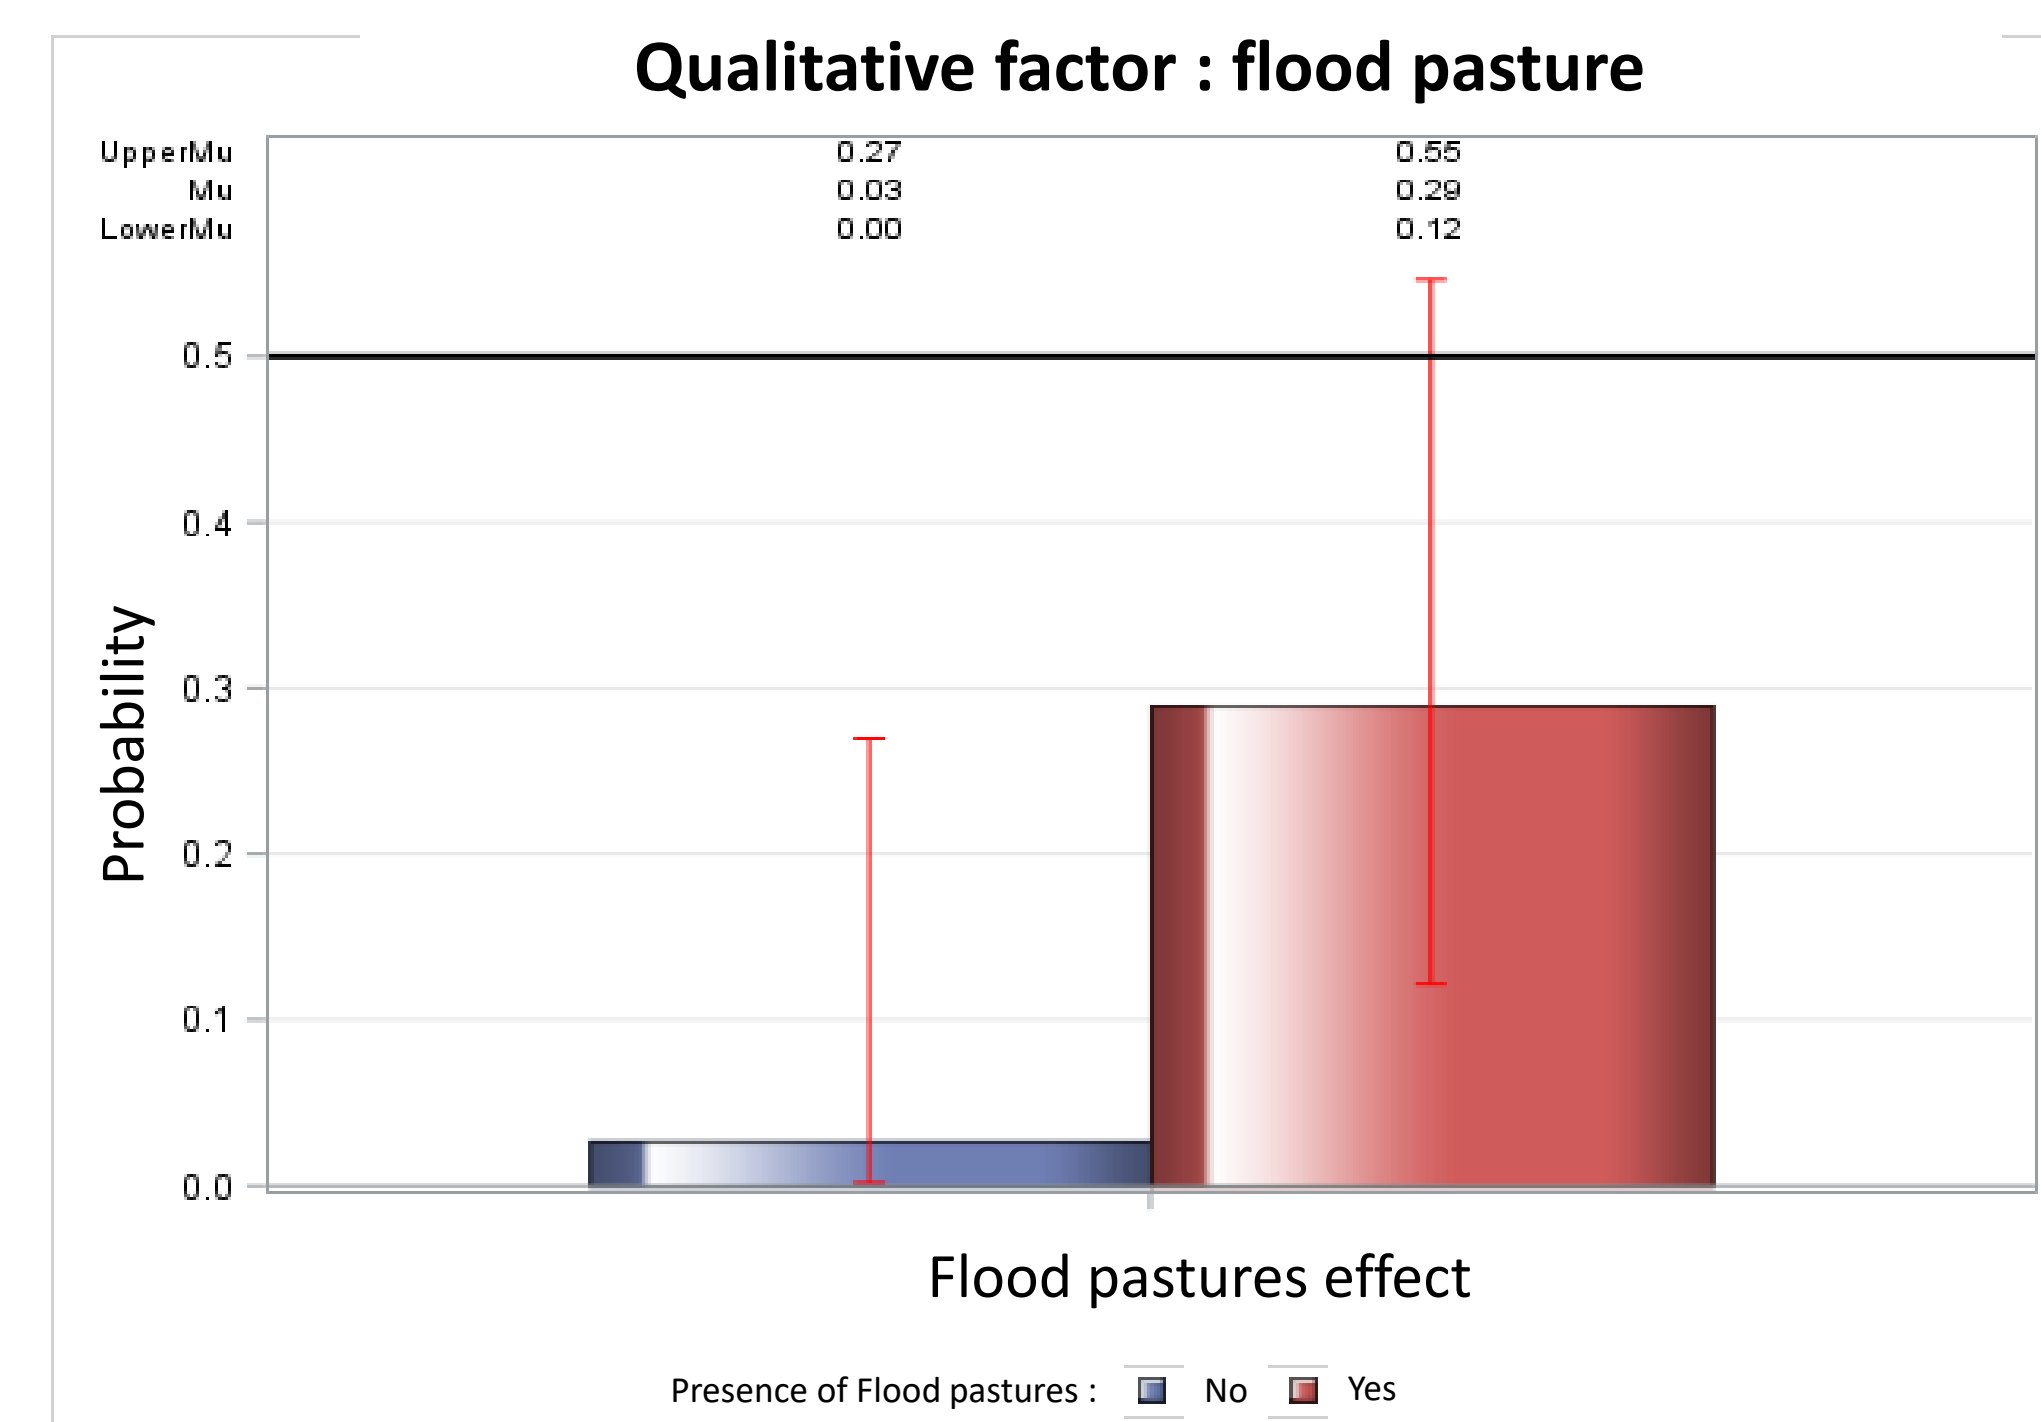 Qualitative factor : flood pasture
UpperMu 0.27 0.55
Mu 0.03 0.29
LowerMu 0.00 0.12
0.5
0.4
0.3
0.2
0.1
0.0
Probability
Flood pastures effect
Presence of Flood pastures : No Yes